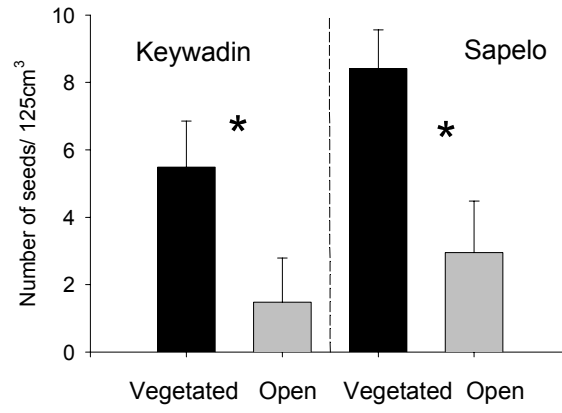 Keywadin
Sapelo
Number of seeds/ 125cm³
10
8
6
4
2
0
*
*
Vegetated Open Vegetated Open